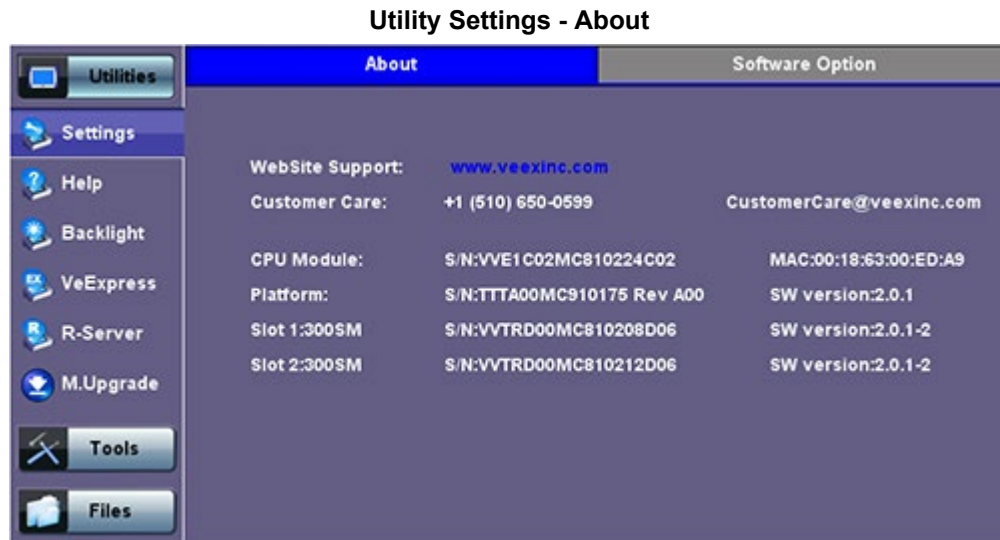 Utility Settings - About
Utilities
About
Software Option
Settings
Help
Backlight
VeExpress
R-Server
M.Upgrade
Tools
Files
WebSite Support: www.veexinc.com
Customer Care: +1 (510) 650-0599 CustomerCare@veexinc.com
CPU Module: S/N:VVE1C02MC810224C02 MAC:00:18:63:00:ED:A9
Platform: S/N:TTTA00MC910175 Rev A00 SW version:2.0.1
Slot 1:300SM S/N:VVTRD00MC810208D06 SW version:2.0.1-2
Slot 2:300SM S/N:VVTRD00MC810212D06 SW version:2.0.1-2